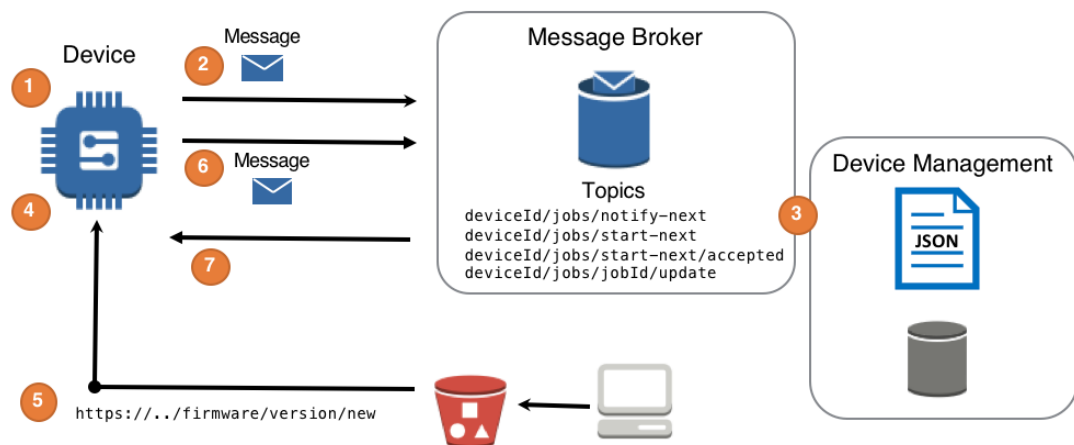 Device
1
2
Message
Message Broker
6
Message
4
7
Topics
deviceId/jobs/notify-next
deviceId/jobs/start-next
deviceId/jobs/start-next/accepted
deviceId/jobs/jobId/update
3
Device Management
JSON
5
https://../firmware/version/new